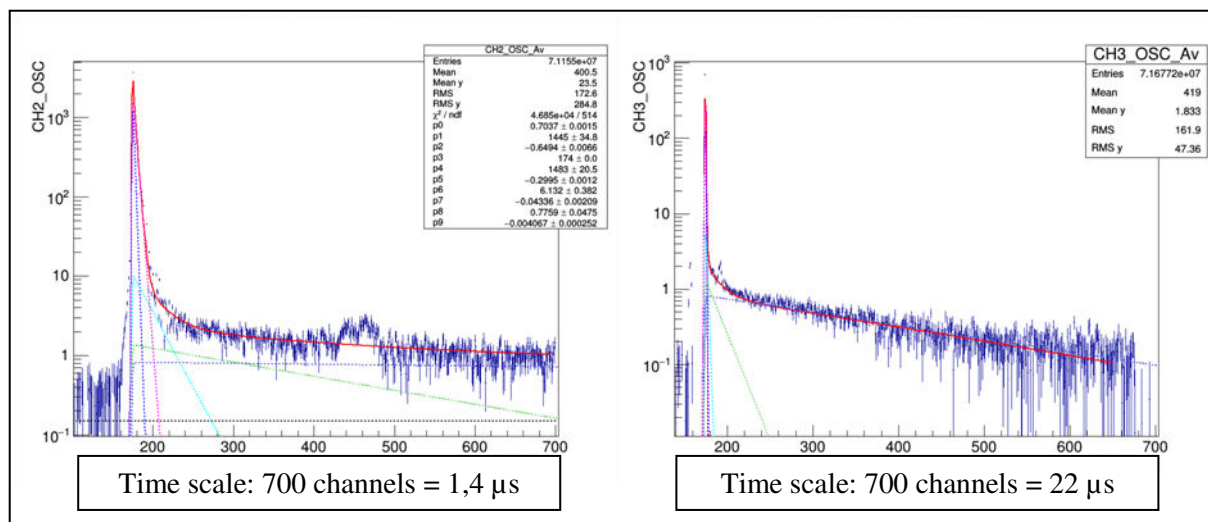 CH2_OSC_Av
Entries 7.1155e+07
Mean 400.5
Mean y 23.5
RMS 172.6
RMS y 284.8
χ² / ndf 4.685e+04 / 514
p0 0.7037 ± 0.0015
p1 1445 ± 34.8
p2 −0.6494 ± 0.0066
p3 174 ± 0.0
p4 1483 ± 20.5
p5 −0.2995 ± 0.0012
p6 6.132 ± 0.382
p7 −0.04336 ± 0.00209
p8 0.7759 ± 0.0475
p9 −0.004067 ± 0.000252
CH2_OSC
10³
10²
10
1
10⁻¹
200 300 400 500 600 700
Time scale: 700 channels = 1,4 µs
CH3_OSC_Av
Entries 7.16772e+07
Mean 419
Mean y 1.833
RMS 161.9
RMS y 47.36
CH3_OSC
10³
10²
10
1
10⁻¹
200 300 400 500 600 700
Time scale: 700 channels = 22 µs